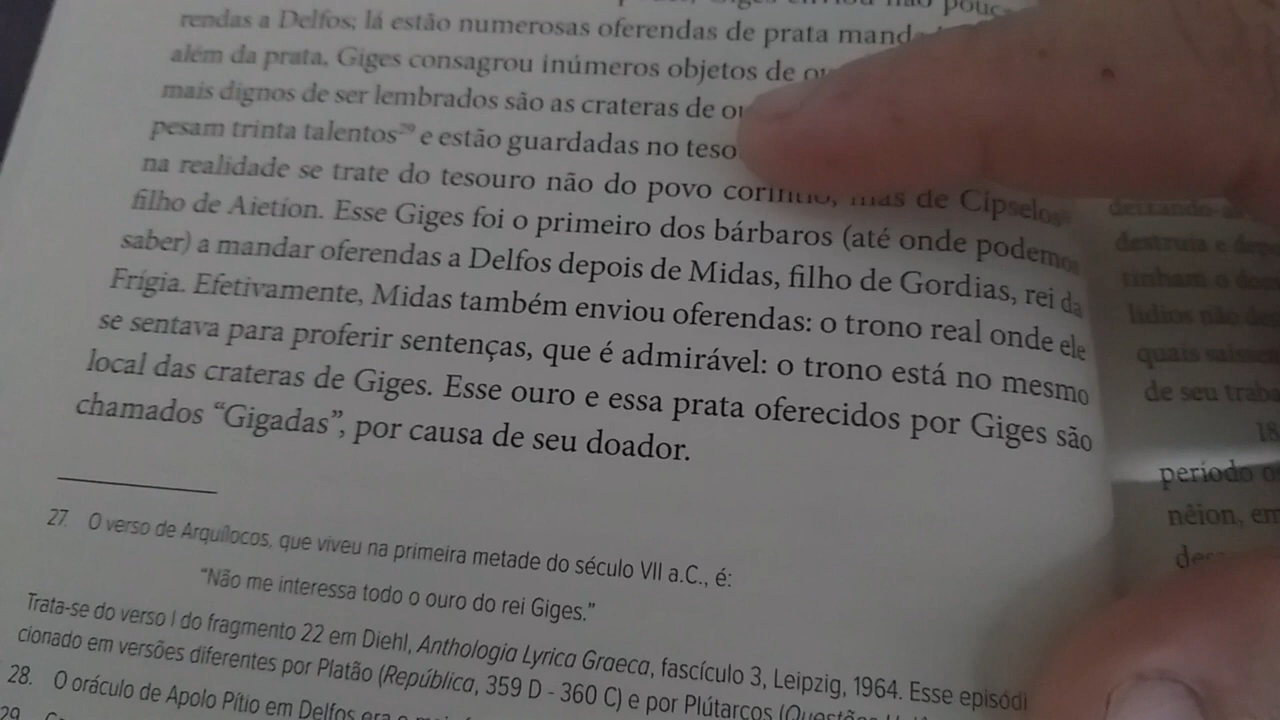 rendas a Delfos; lá estão numerosas oferendas de prata
além da prata, Giges consagrou inúmeros objetos de
mais dignos de ser lembrados são as crateras de
pesam trinta talentos²⁹ e estão guardadas no
na realidade se trate do tesouro não do povo coríntio, mas de Cípselos
filho de Aietíon. Esse Giges foi o primeiro dos bárbaros (até onde podemos
saber) a mandar oferendas a Delfos depois de Midas, filho de Gordias, rei da
Frígia. Efetivamente, Midas também enviou oferendas: o trono real onde ele
se sentava para proferir sentenças, que é admirável: o trono está no mesmo
local das crateras de Giges. Esse ouro e essa prata oferecidos por Giges são
chamados “Gigadas”, por causa de seu doador.
27. O verso de Arquílocos, que viveu na primeira metade do século VII a.C., é:
“Não me interessa todo o ouro do rei Giges.”
Trata-se do verso I do fragmento 22 em Diehl, Anthologia Lyrica Graeca, fascículo 3, Leipzig, 1964. Esse episódi
cionado em versões diferentes por Platão (República, 359 D - 360 C) e por Plútarcos
28. O oráculo de Apolo Pítio em Delfos era o
29.
destruía e
tinham o
lídios não
quais
de seu
18
período
nêion, em